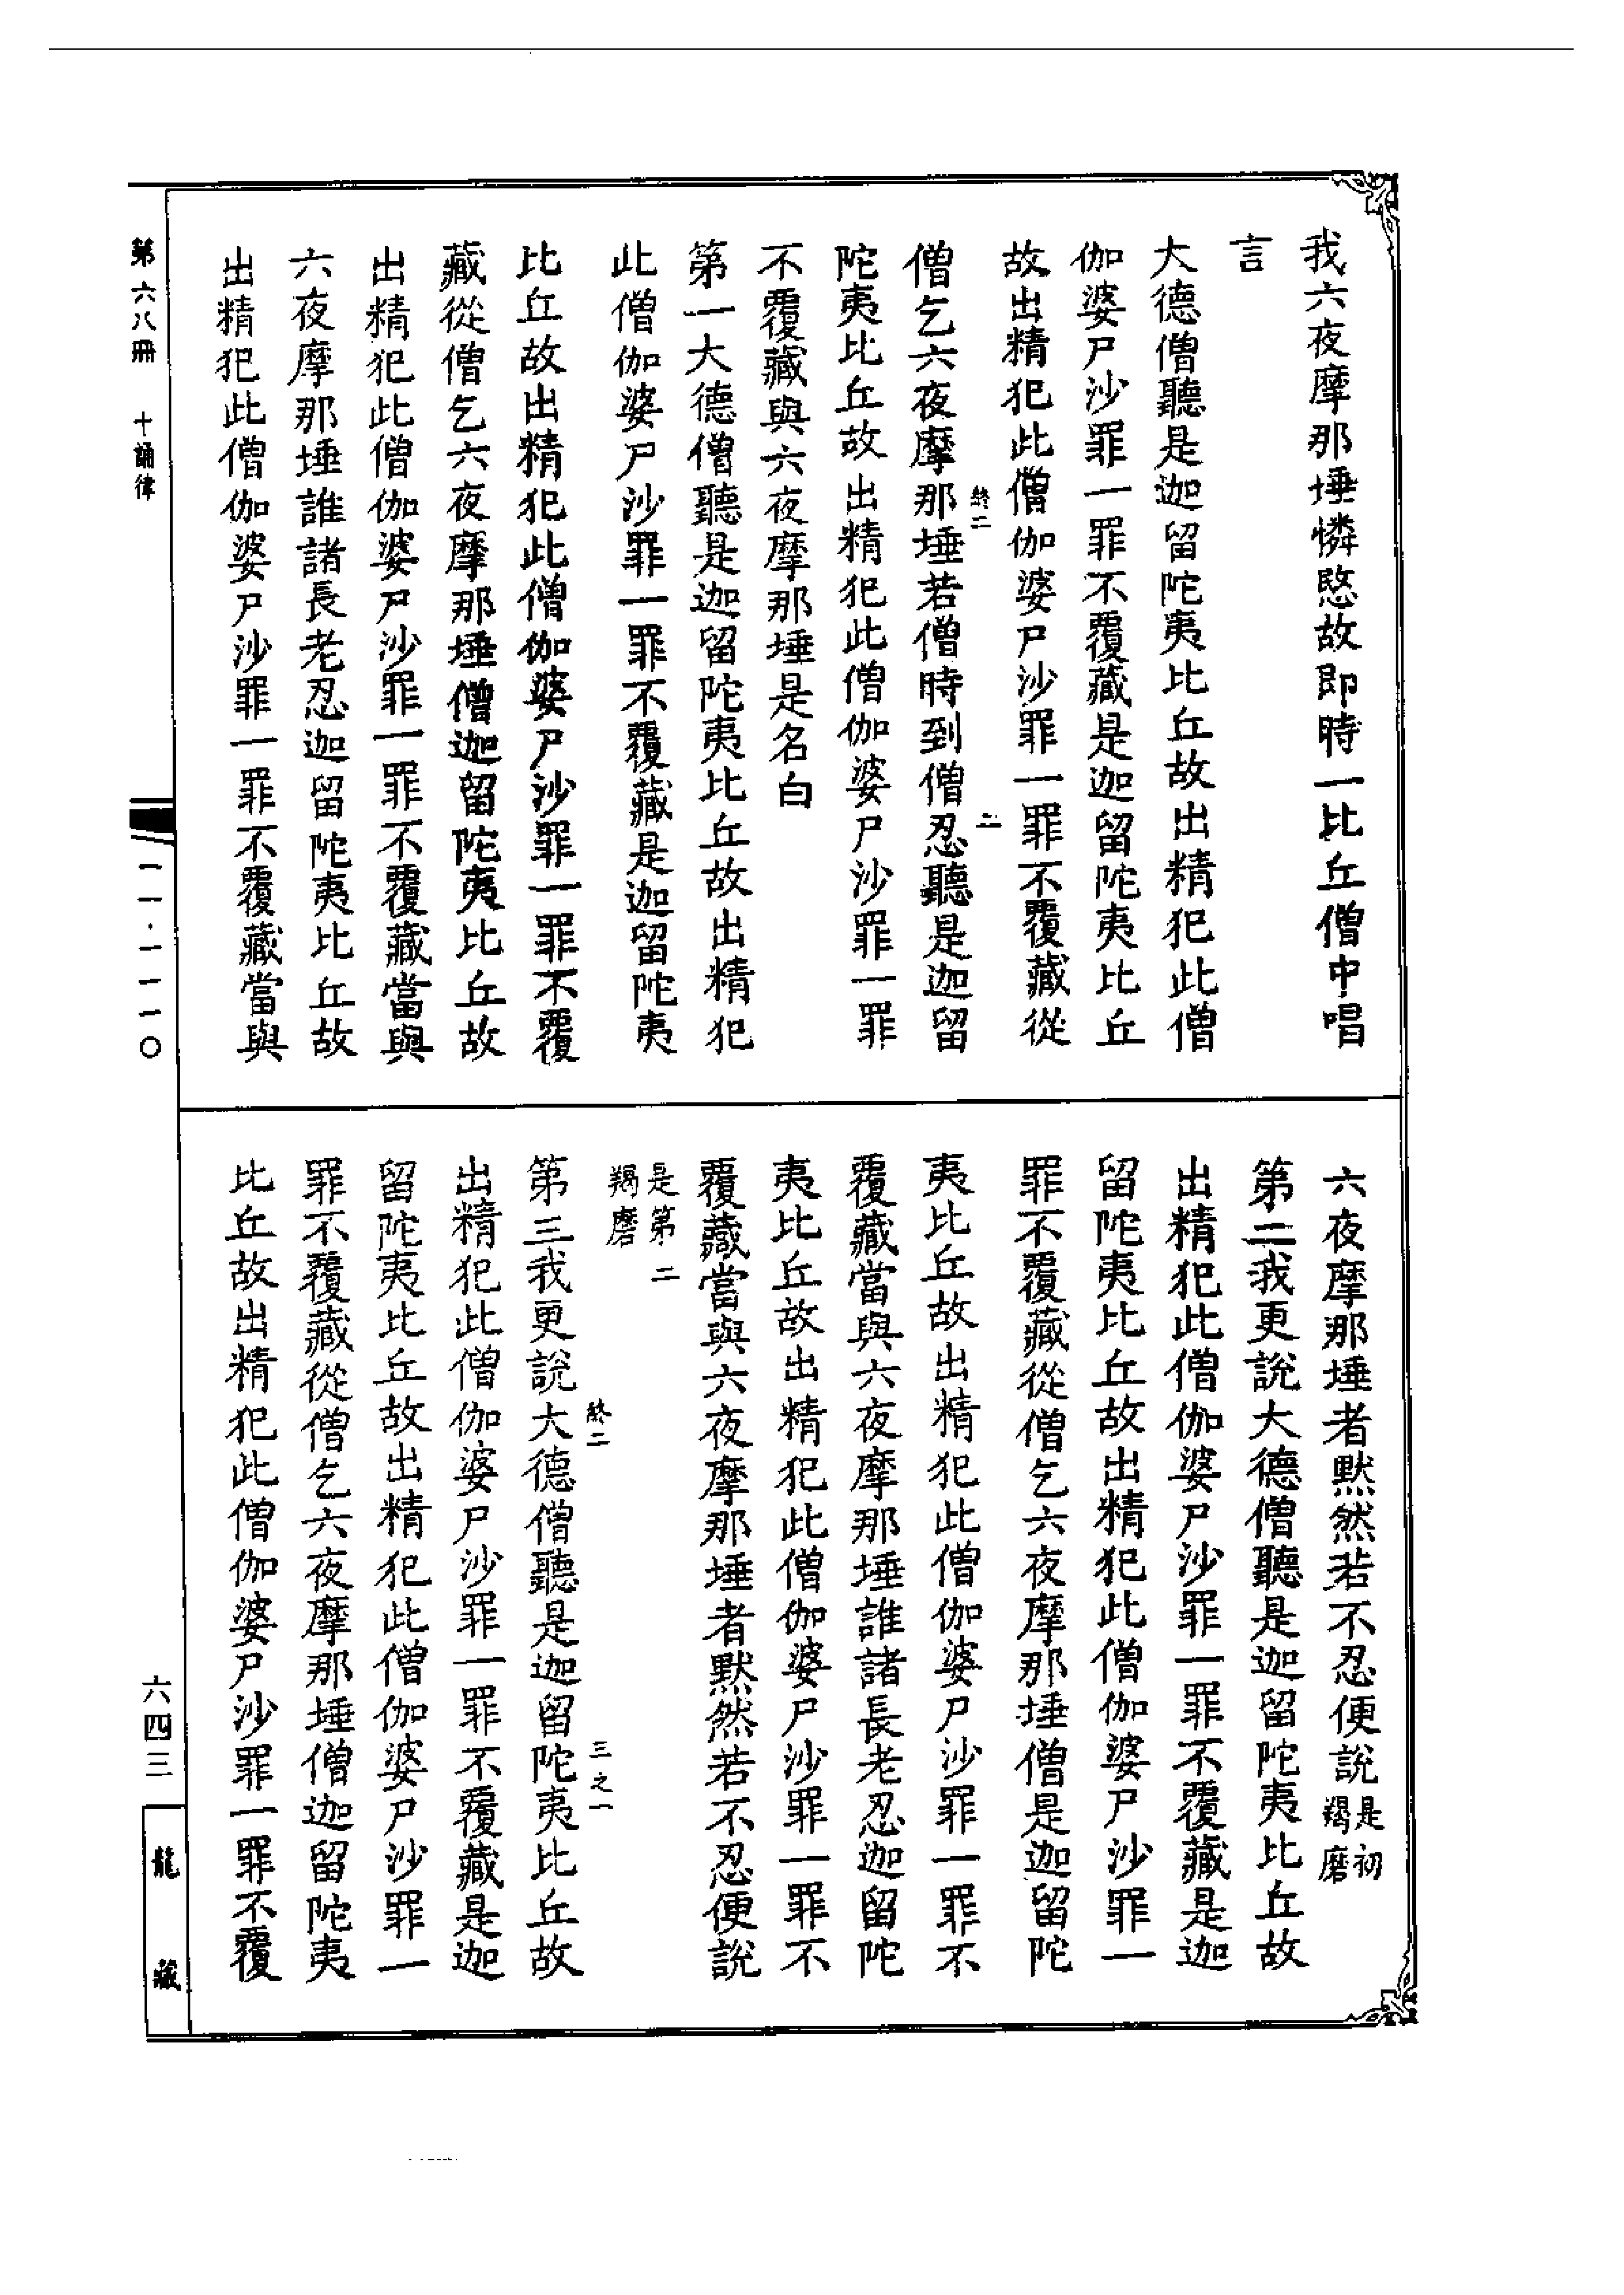 我六夜摩那埵憐愍故即時一比丘僧中唱
言
大德僧聽是迦留陀夷比丘故出精犯此僧
伽婆尸沙罪一罪不覆藏是迦留陀夷比丘
故出精犯此僧伽婆尸沙罪一罪不覆藏從
終二
二
僧乞六夜摩那埵若僧時到僧忍聽是迦留
陀夷比丘故出精犯此僧伽婆尸沙罪一罪
不覆藏與六夜摩那埵是名白
第一大德僧聽是迦留陀夷比丘故出精犯
此僧伽婆尸沙罪一罪不覆藏是迦留陀夷
比丘故出精犯此僧伽婆尸沙罪一罪不覆
藏從僧乞六夜摩那埵僧迦留陀夷比丘故
出精犯此僧伽婆尸沙罪一罪不覆藏當與
六夜摩那埵誰諸長老忍迦留陀夷比丘故
出精犯此僧伽婆尸沙罪一罪不覆藏當與
六夜摩那埵者默然若不忍便說是初羯磨
第二我更說大德僧聽是迦留陀夷比丘故
出精犯此僧伽婆尸沙罪一罪不覆藏是迦
留陀夷比丘故出精犯此僧伽婆尸沙罪一
罪不覆藏從僧乞六夜摩那埵僧是迦留陀
夷比丘故出精犯此僧伽婆尸沙罪一罪不
覆藏當與六夜摩那埵誰諸長老忍迦留陀
夷比丘故出精犯此僧伽婆尸沙罪一罪不
覆藏當與六夜摩那埵者默然若不忍便說
是第二
羯磨
終二
三之一
第三我更說大德僧聽是迦留陀夷比丘故
出精犯此僧伽婆尸沙罪一罪不覆藏是迦
留陀夷比丘故出精犯此僧伽婆尸沙罪一
罪不覆藏從僧乞六夜摩那埵僧迦留陀夷
比丘故出精犯此僧伽婆尸沙罪一罪不覆
第六八冊 十誦律
一一·一一一〇
六四三
龍藏